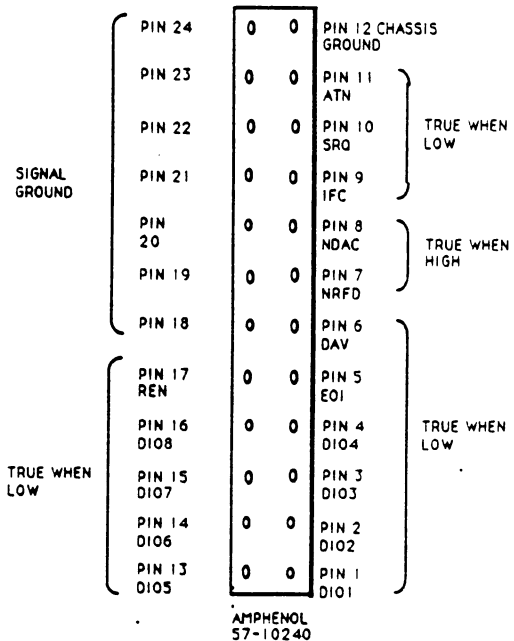 PIN 24
PIN 12 CHASSIS
GROUND
PIN 23
PIN 11
ATN
PIN 22
PIN 10
SRQ
TRUE WHEN
LOW
SIGNAL
GROUND
PIN 21
PIN 9
IFC
PIN
20
PIN 8
NDAC
TRUE WHEN
HIGH
PIN 19
PIN 7
NRFD
PIN 18
PIN 6
DAV
PIN 17
REN
PIN 5
EOI
PIN 16
DIO8
PIN 4
DIO4
TRUE WHEN
LOW
TRUE WHEN
LOW
PIN 15
DIO7
PIN 3
DIO3
PIN 14
DIO6
PIN 2
DIO2
PIN 13
DIO5
PIN 1
DIO1
AMPHENOL
57-10240